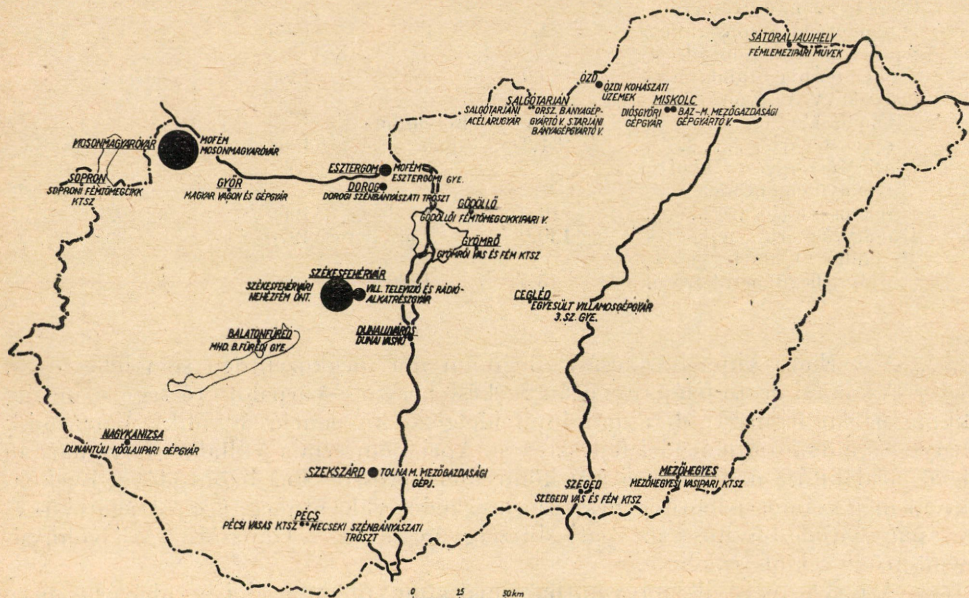 SÁTORALJAUJHELY
FÉMLEMEZIPARI MŰVEK
ÓZD
ÓZDI KOHÁSZATI
ÜZEMEK
SALGÓTARJÁN
SALGÓTARJÁNI
ACÉLÁRUGYÁR
ORSZ. BÁNYAGÉP-
GYÁRTÓ V. S.TARJÁNI
BÁNYAGÉPGYÁRTÓ V.
MISKOLC
DIÓSGYŐRI
GÉPGYÁR
BAZ-M. MEZŐGAZDASÁGI
GÉPGYÁRTÓ V.
MOSONMAGYARÓVÁR
MOFÉM
MOSONMAGYARÓVÁR
SOPRON
SOPRONI FÉMTÖMEGCIKK
KTSZ
GYŐR
MAGYAR VAGON ÉS GÉPGYÁR
ESZTERGOM
MOFÉM
ESZTERGOMI GYE.
DOROG
DOROGI SZÉNBÁNYÁSZATI TRÖSZT
GÖDÖLLŐ
GÖDÖLLŐI FÉMTÖMEGCIKKIPARI V.
GYÖMRŐ
GYÖMRŐI VAS ÉS FÉM KTSZ
SZÉKESFEHÉRVÁR
SZÉKESFEHÉRVÁRI
NEHÉZFÉM ÖNT.
VILL. TELEVIZIÓ ÉS RÁDIÓ-
ALKATRÉSZGYÁR
CEGLÉD
EGYESÜLT VILLAMOSGÉPGYÁR
3. SZ. GYE.
BALATONFÜRED
MHD. B.FÜREDI GYE.
DUNAUJVÁROS
DUNAI VASMŰ
NAGYKANIZSA
DUNÁNTÚLI KŐOLAJIPARI GÉPGYÁR
SZEKSZÁRD
TOLNA M. MEZŐGAZDASÁGI
GÉPJ.
SZEGED
SZEGEDI VAS ÉS FÉM KTSZ
MEZŐHEGYES
MEZŐHEGYESI VASIPARI KTSZ
PÉCS
PÉCSI VASAS KTSZ
MECSEKI SZÉNBÁNYÁSZATI
TRÖSZT
0 15 30 km